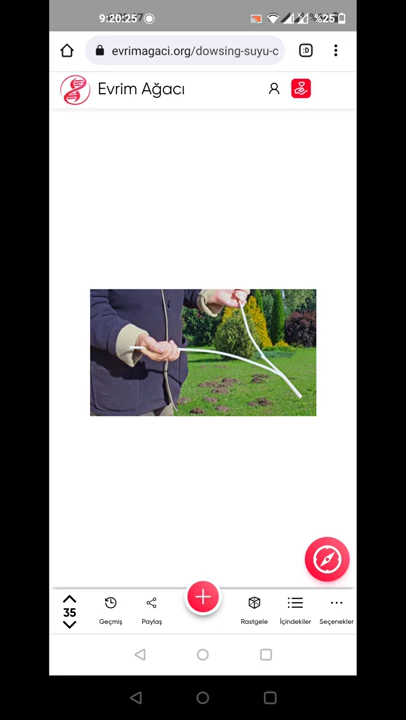 9:20:25
%25
evrimagaci.org/dowsing-suyu-c
:D
Evrim Ağacı
35
Geçmiş
Paylaş
Rastgele
İçindekiler
Seçenekler